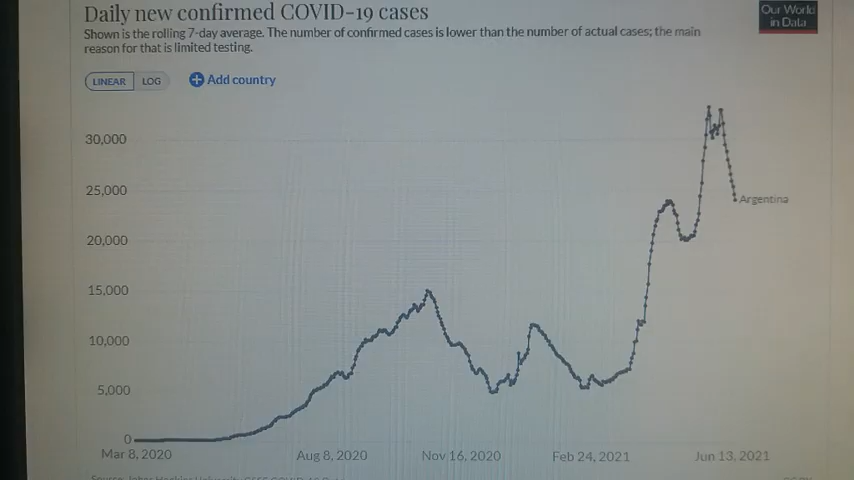 Daily new confirmed COVID-19 cases
Our World
in Data
Shown is the rolling 7-day average. The number of confirmed cases is lower than the number of actual cases; the main
reason for that is limited testing.
LINEAR LOG
Add country
30,000
25,000
Argentina
20,000
15,000
10,000
5,000
0
Mar 8, 2020 Aug 8, 2020 Nov 16, 2020 Feb 24, 2021 Jun 13, 2021